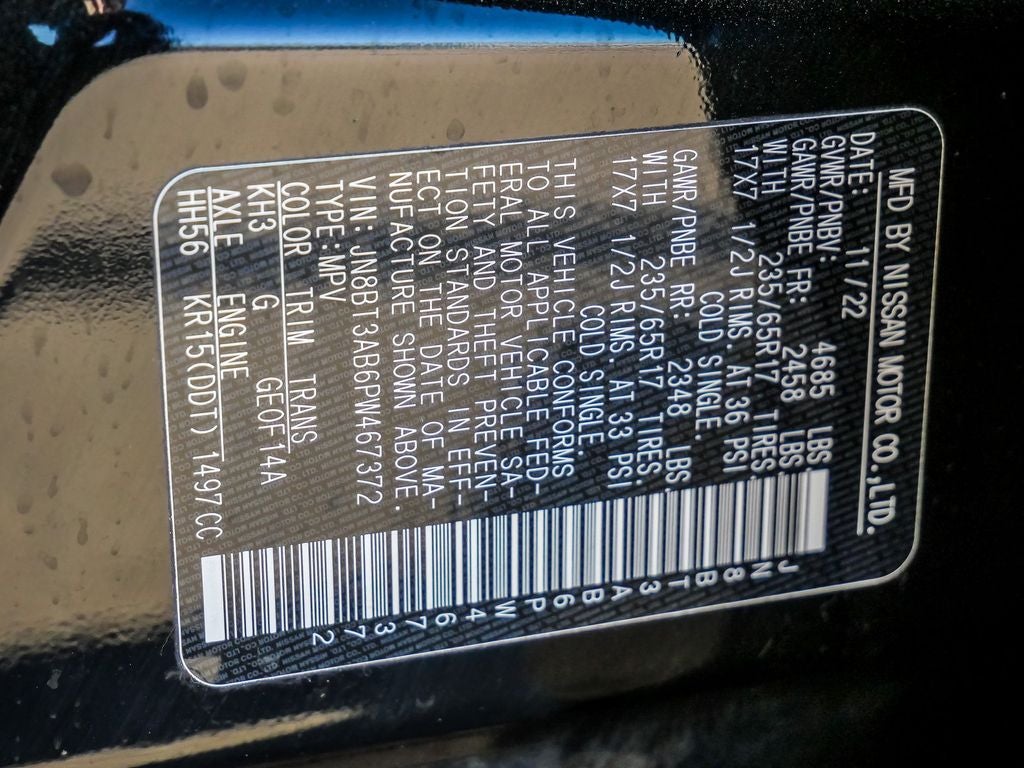 MFD BY NISSAN MOTOR CO.,LTD.
DATE: 11/22
GVWR/PNBV: 4685 LBS
GAWR/PNBE FR: 2458 LBS
WITH 235/65R17 TIRES.
17X7 1/2J RIMS AT 36 PSI
COLD SINGLE.
GAWR/PNBE RR: 2348 LBS.
WITH 235/65R17 TIRES.
17X7 1/2J RIMS. AT 33 PSI
COLD SINGLE.
THIS VEHICLE CONFORMS
TO ALL APPLICABLE FED-
ERAL MOTOR VEHICLE SA-
FETY AND THEFT PREVEN-
TION STANDARDS IN EFF-
ECT ON THE DATE OF MA-
NUFACTURE SHOWN ABOVE.
VIN: JN8BT3AB6PW467372
TYPE:MPV
COLOR TRIM TRANS
KH3 G GE0F14A
AXLE ENGINE
HH56 KR15(DDT) 1497CC
JN8BT3AB6PW467372